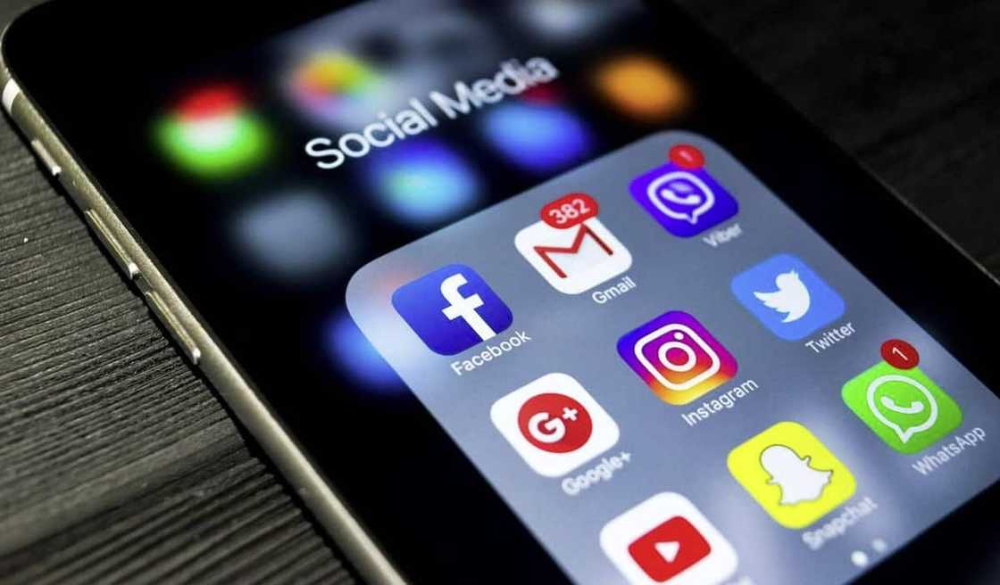 Social Media
1
382
Viber
Gmail
f
Facebook
Twitter
1
Instagram
G+
Google+
WhatsApp
Snapchat